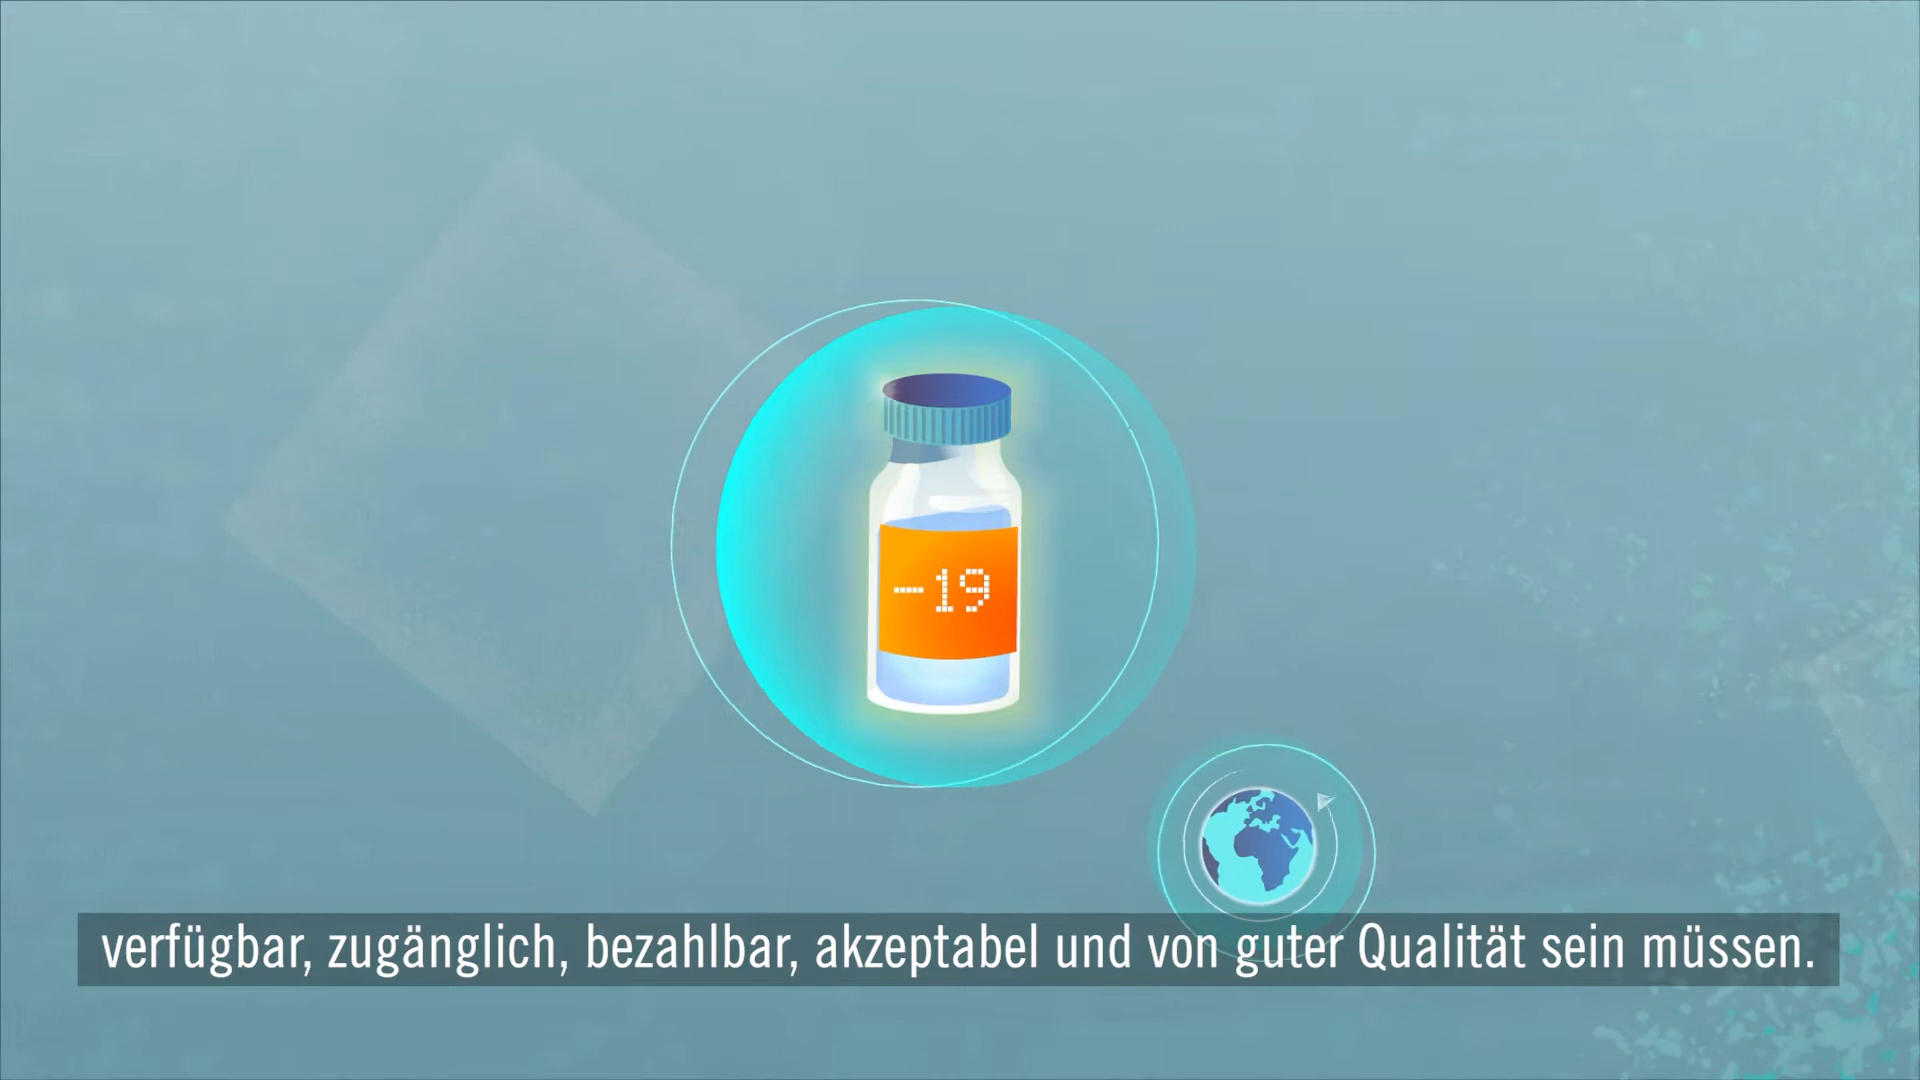 -19
verfügbar, zugänglich, bezahlbar, akzeptabel und von guter Qualität sein müssen.